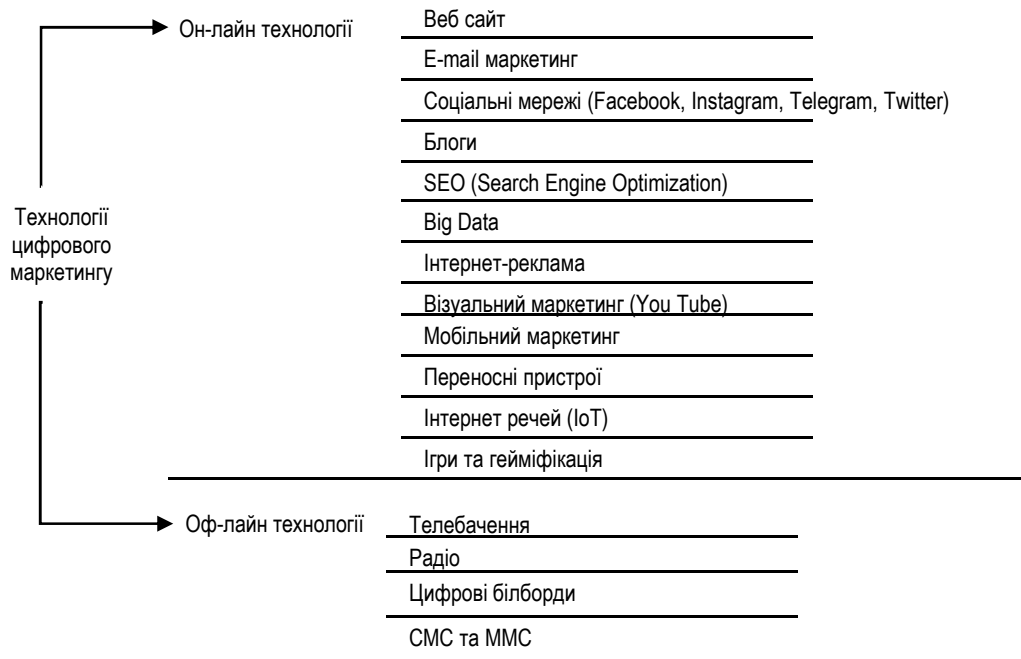 Он-лайн технології
Веб сайт
E-mail маркетинг
Соціальні мережі (Facebook, Instagram, Telegram, Twitter)
Блоги
SEO (Search Engine Optimization)
Big Data
Інтернет-реклама
Візуальний маркетинг (You Tube)
Мобільний маркетинг
Переносні пристрої
Інтернет речей (IoT)
Ігри та гейміфікація
Технології
цифрового
маркетингу
Оф-лайн технології
Телебачення
Радіо
Цифрові білборди
СМС та ММС